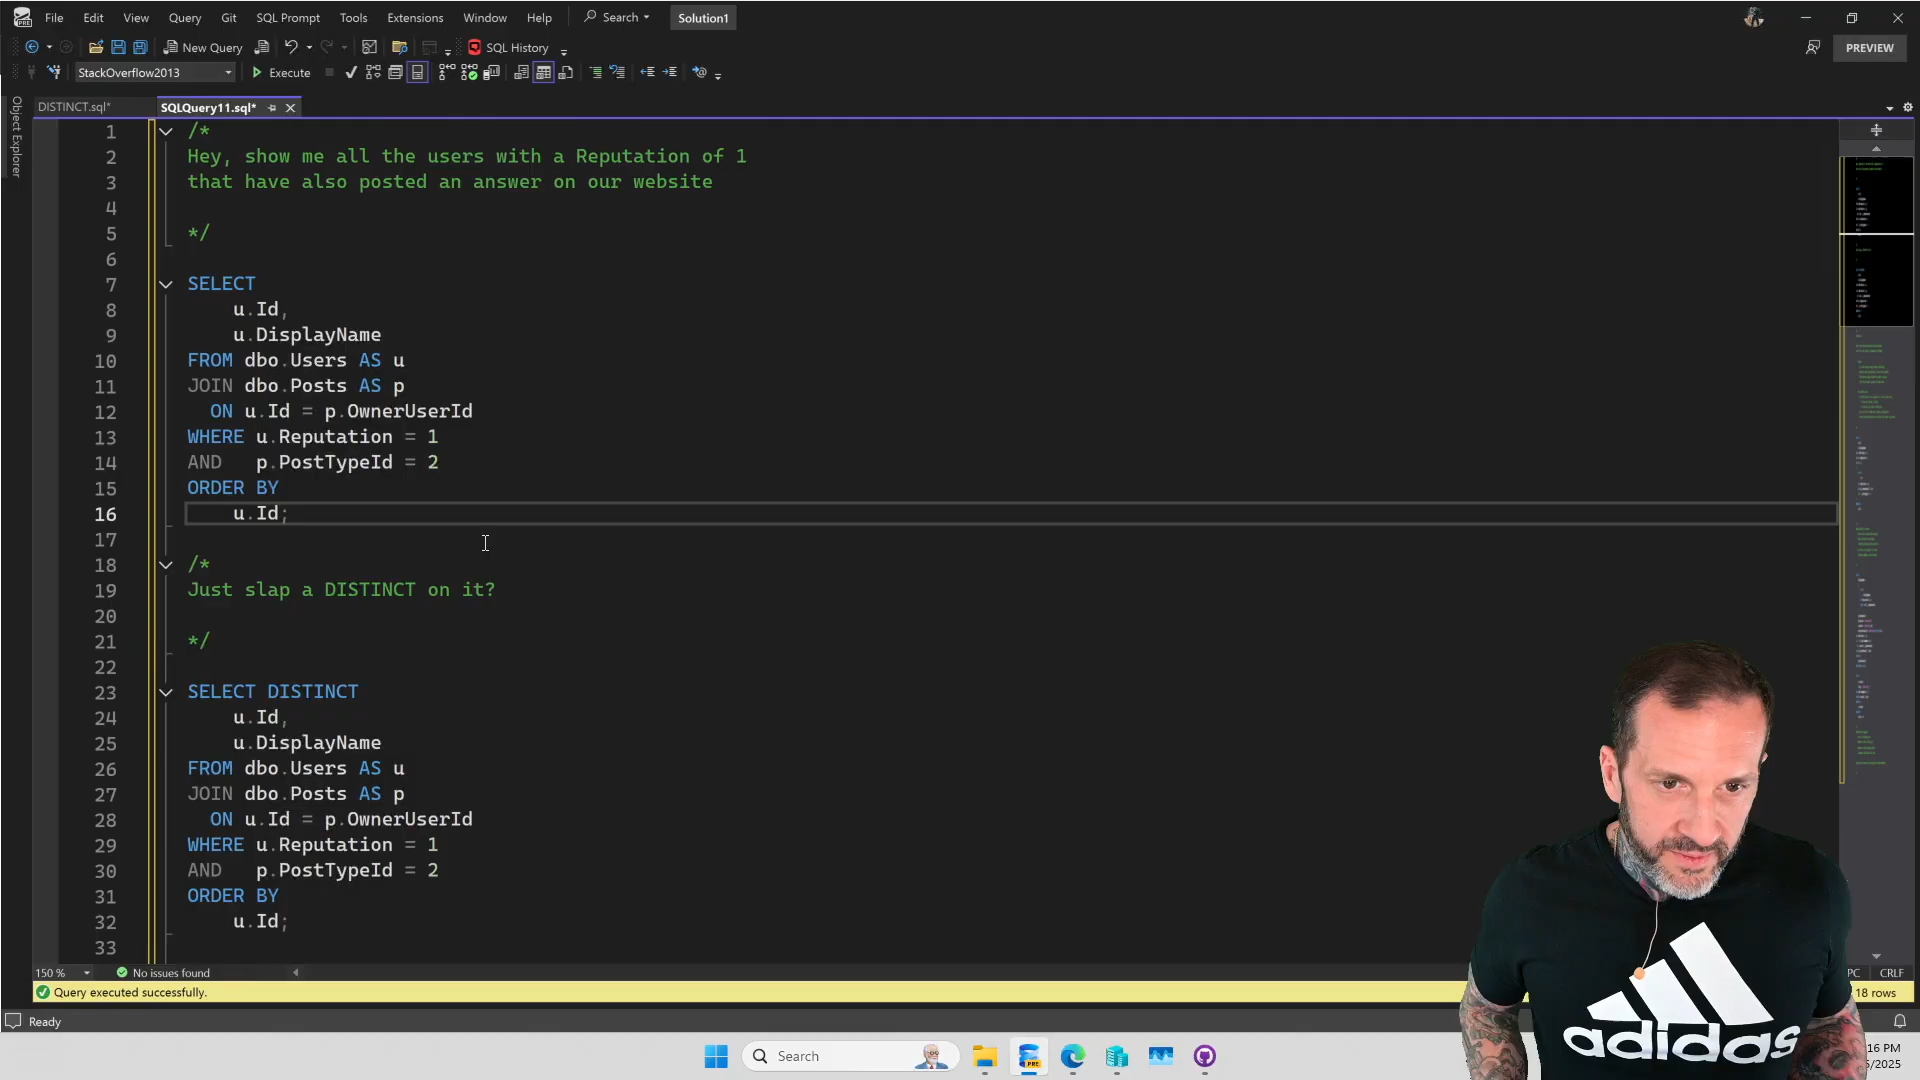 File Edit View Query Git SQL Prompt Tools Extensions Window Help Search Solution1
New Query SQL History PREVIEW
StackOverflow2013 Execute
DISTINCT.sql* SQLQuery11.sql*
Object Explorer
1 /*
2 Hey, show me all the users with a Reputation of 1
3 that have also posted an answer on our website
4
5 */
6
7 SELECT
8 u.Id,
9 u.DisplayName
10 FROM dbo.Users AS u
11 JOIN dbo.Posts AS p
12 ON u.Id = p.OwnerUserId
13 WHERE u.Reputation = 1
14 AND p.PostTypeId = 2
15 ORDER BY
16 u.Id;
17
18 /*
19 Just slap a DISTINCT on it?
20
21 */
22
23 SELECT DISTINCT
24 u.Id,
25 u.DisplayName
26 FROM dbo.Users AS u
27 JOIN dbo.Posts AS p
28 ON u.Id = p.OwnerUserId
29 WHERE u.Reputation = 1
30 AND p.PostTypeId = 2
31 ORDER BY
32 u.Id;
33
150 % No issues found CRLF
Query executed successfully. 18 rows
Ready
Search
16 PM
/2025
adidas